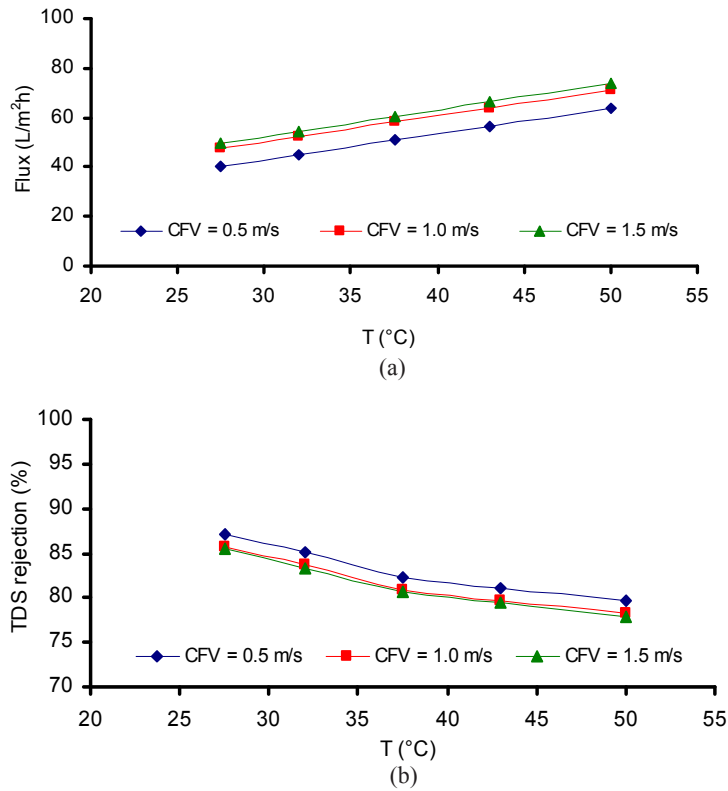 100
80
60
40
20
0
Flux (L/m²h)
CFV = 0.5 m/s CFV = 1.0 m/s CFV = 1.5 m/s
20 25 30 35 40 45 50 55
T (°C)
(a)
100
95
90
85
80
75
70
TDS rejection (%)
CFV = 0.5 m/s CFV = 1.0 m/s CFV = 1.5 m/s
20 25 30 35 40 45 50 55
T (°C)
(b)